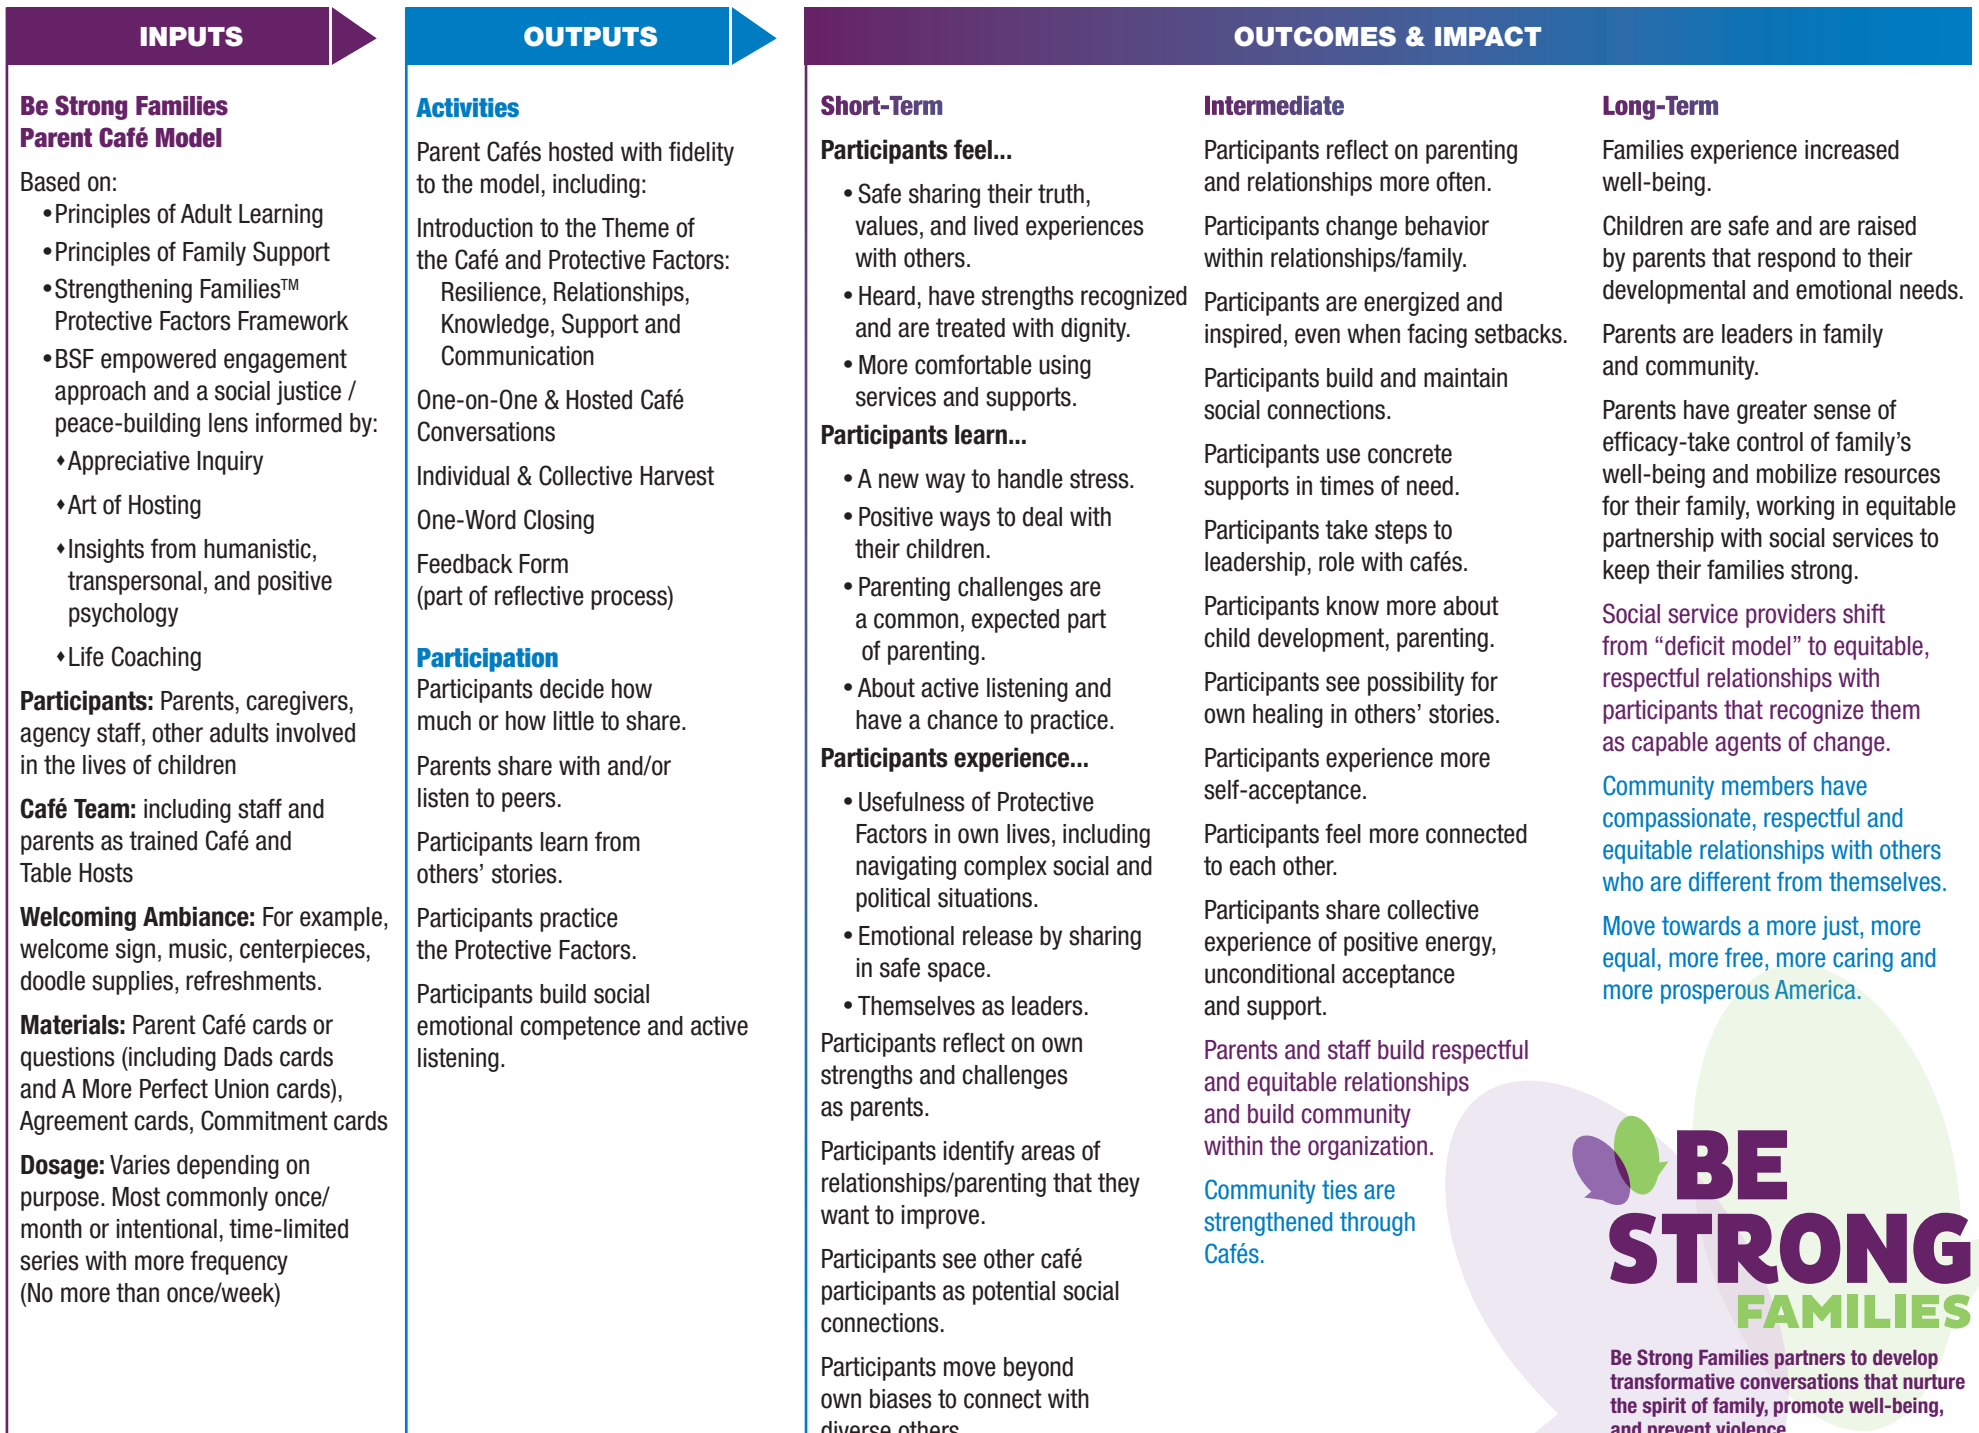 INPUTS
Be Strong Families
Parent Café Model
Based on:
•Principles of Adult Learning
•Principles of Family Support
•Strengthening Families™
Protective Factors Framework
•BSF empowered engagement
approach and a social justice /
peace-building lens informed by:
⬧Appreciative Inquiry
⬧Art of Hosting
⬧Insights from humanistic,
transpersonal, and positive
psychology
⬧Life Coaching
Participants: Parents, caregivers,
agency staff, other adults involved
in the lives of children
Café Team: including staff and
parents as trained Café and
Table Hosts
Welcoming Ambiance: For example,
welcome sign, music, centerpieces,
doodle supplies, refreshments.
Materials: Parent Café cards or
questions (including Dads cards
and A More Perfect Union cards),
Agreement cards, Commitment cards
Dosage: Varies depending on
purpose. Most commonly once/
month or intentional, time-limited
series with more frequency
(No more than once/week)
OUTPUTS
Activities
Parent Cafés hosted with fidelity
to the model, including:
Introduction to the Theme of
the Café and Protective Factors:
Resilience, Relationships,
Knowledge, Support and
Communication
One-on-One & Hosted Café
Conversations
Individual & Collective Harvest
One-Word Closing
Feedback Form
(part of reflective process)
Participation
Participants decide how
much or how little to share.
Parents share with and/or
listen to peers.
Participants learn from
others' stories.
Participants practice
the Protective Factors.
Participants build social
emotional competence and active
listening.
OUTCOMES & IMPACT
Short-Term
Participants feel...
• Safe sharing their truth,
values, and lived experiences
with others.
• Heard, have strengths recognized
and are treated with dignity.
• More comfortable using
services and supports.
Participants learn...
• A new way to handle stress.
• Positive ways to deal with
their children.
• Parenting challenges are
a common, expected part
of parenting.
• About active listening and
have a chance to practice.
Participants experience...
• Usefulness of Protective
Factors in own lives, including
navigating complex social and
political situations.
• Emotional release by sharing
in safe space.
• Themselves as leaders.
Participants reflect on own
strengths and challenges
as parents.
Participants identify areas of
relationships/parenting that they
want to improve.
Participants see other café
participants as potential social
connections.
Participants move beyond
own biases to connect with
diverse others
Intermediate
Participants reflect on parenting
and relationships more often.
Participants change behavior
within relationships/family.
Participants are energized and
inspired, even when facing setbacks.
Participants build and maintain
social connections.
Participants use concrete
supports in times of need.
Participants take steps to
leadership, role with cafés.
Participants know more about
child development, parenting.
Participants see possibility for
own healing in others' stories.
Participants experience more
self-acceptance.
Participants feel more connected
to each other.
Participants share collective
experience of positive energy,
unconditional acceptance
and support.
Parents and staff build respectful
and equitable relationships
and build community
within the organization.
Community ties are
strengthened through
Cafés.
Long-Term
Families experience increased
well-being.
Children are safe and are raised
by parents that respond to their
developmental and emotional needs.
Parents are leaders in family
and community.
Parents have greater sense of
efficacy-take control of family's
well-being and mobilize resources
for their family, working in equitable
partnership with social services to
keep their families strong.
Social service providers shift
from “deficit model” to equitable,
respectful relationships with
participants that recognize them
as capable agents of change.
Community members have
compassionate, respectful and
equitable relationships with others
who are different from themselves.
Move towards a more just, more
equal, more free, more caring and
more prosperous America.
BE
STRONG
FAMILIES
Be Strong Families partners to develop
transformative conversations that nurture
the spirit of family, promote well-being,
and prevent violence